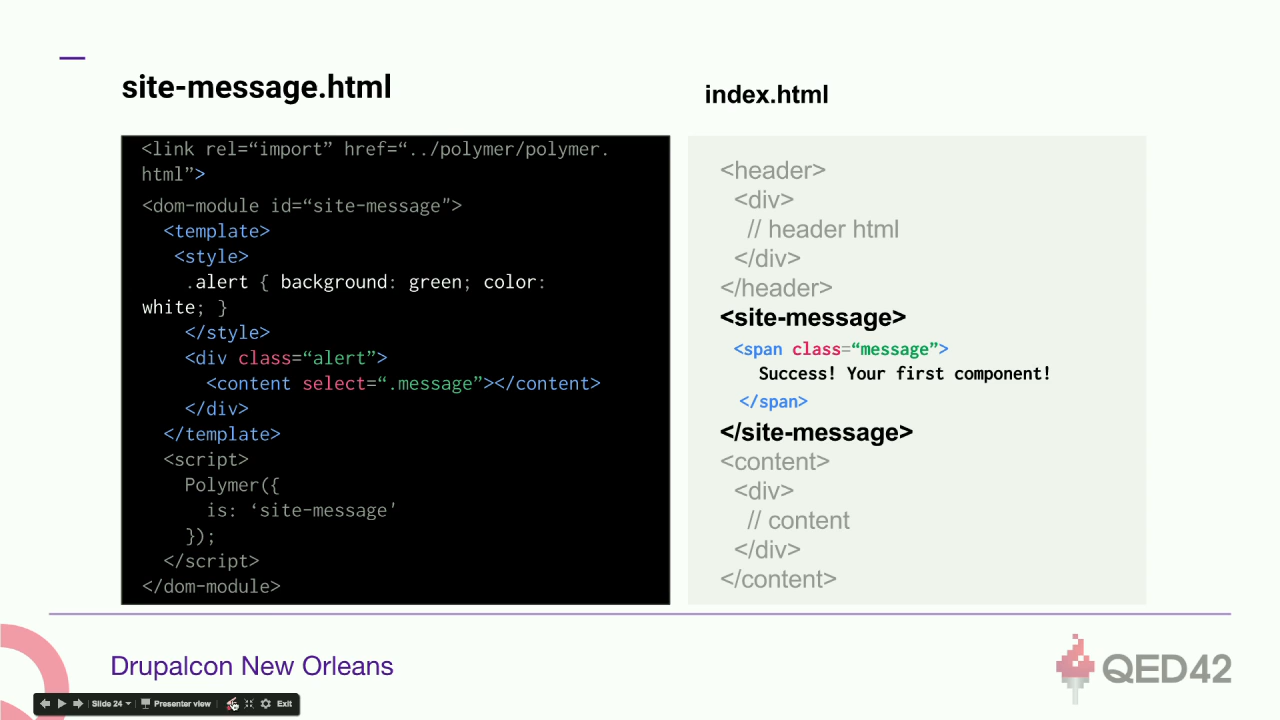 site-message.html
<link rel=“import” href=“../polymer/polymer.
html”>
<dom-module id=“site-message">
<template>
<style>
.alert { background: green; color:
white; }
</style>
<div class=“alert”>
<content select=“.message”></content>
</div>
</template>
<script>
Polymer({
is: ‘site-message’
});
</script>
</dom-module>
index.html
<header>
<div>
// header html
</div>
</header>
<site-message>
<span class=“message”>
Success! Your first component!
</span>
</site-message>
<content>
<div>
// content
</div>
</content>
Drupalcon New Orleans
QED42
Slide 24
Presenter view
Exit